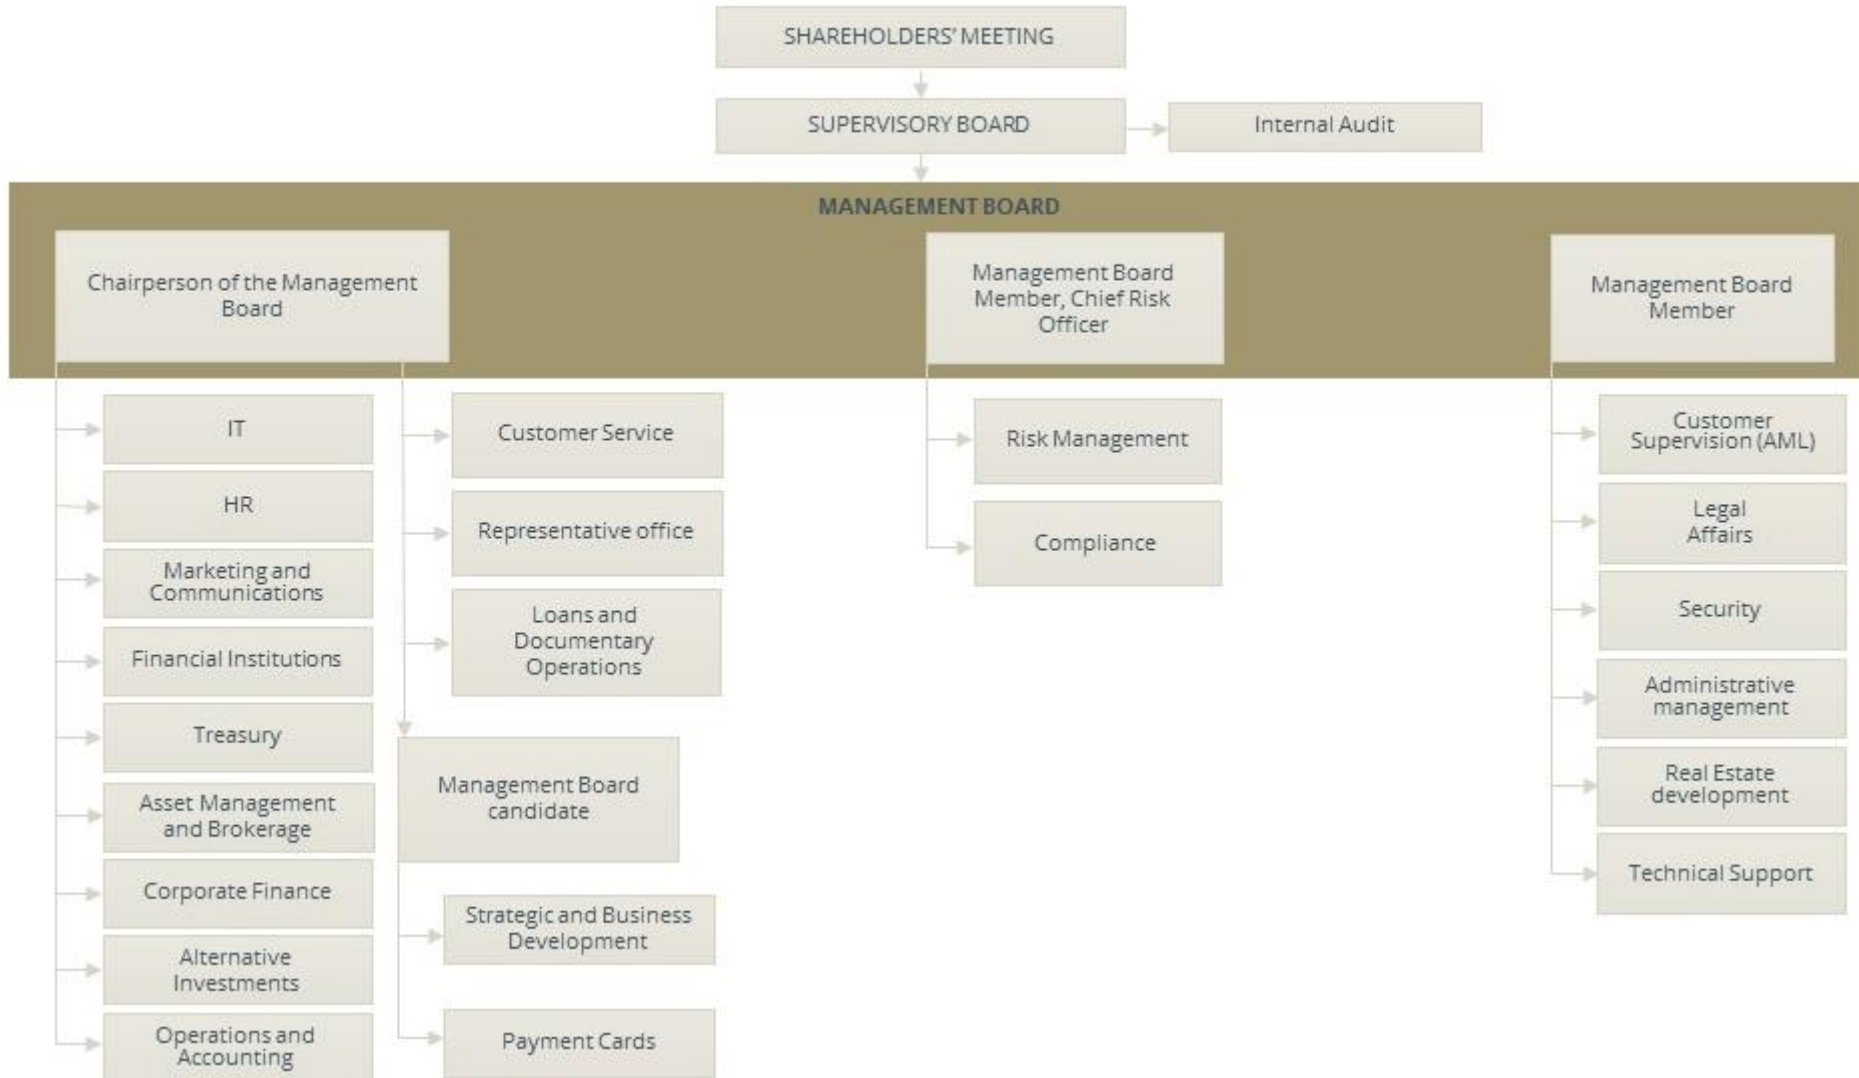 SHAREHOLDERS' MEETING
SUPERVISORY BOARD
Internal Audit
MANAGEMENT BOARD
Chairperson of the Management
Board
Management Board
Member, Chief Risk
Officer
Management Board
Member
IT
HR
Marketing and
Communications
Financial Institutions
Treasury
Asset Management
and Brokerage
Corporate Finance
Alternative
Investments
Operations and
Accounting
Customer Service
Representative office
Loans and
Documentary
Operations
Management Board
candidate
Strategic and Business
Development
Payment Cards
Risk Management
Compliance
Customer
Supervision (AML)
Legal
Affairs
Security
Administrative
management
Real Estate
development
Technical Support